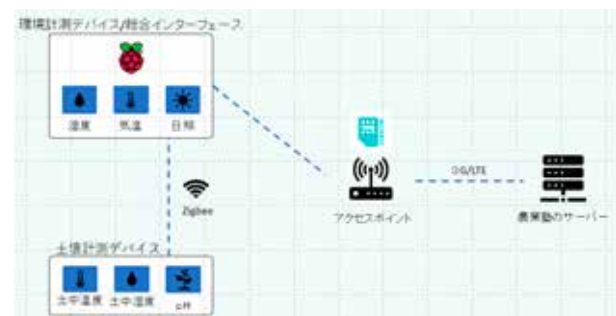 環境計測デバイス/総合インターフェース
湿度 気温 日照
Zigbee
アクセスポイント
3G/LTE
農業塾のサーバー
土壌計測デバイス
土中温度 土中湿度 pH